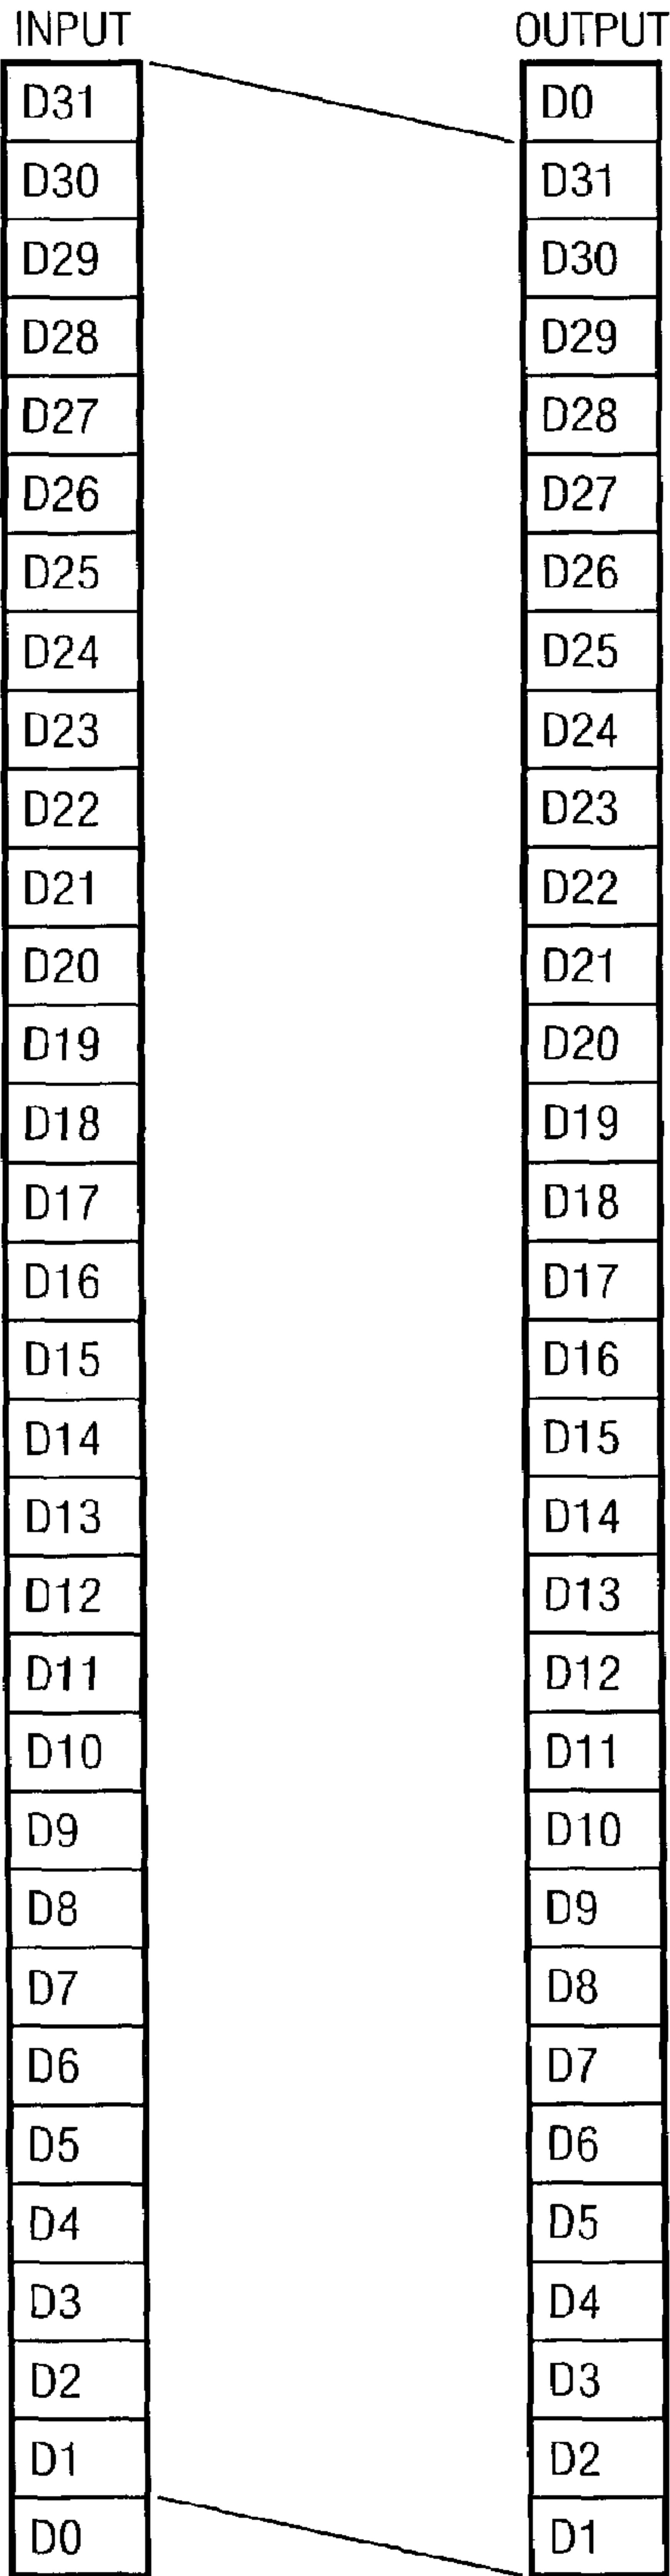 INPUT OUTPUT
D31 D0
D30 D31
D29 D30
D28 D29
D27 D28
D26 D27
D25 D26
D24 D25
D23 D24
D22 D23
D21 D22
D20 D21
D19 D20
D18 D19
D17 D18
D16 D17
D15 D16
D14 D15
D13 D14
D12 D13
D11 D12
D10 D11
D9 D10
D8 D9
D7 D8
D6 D7
D5 D6
D4 D5
D3 D4
D2 D3
D1 D2
D0 D1